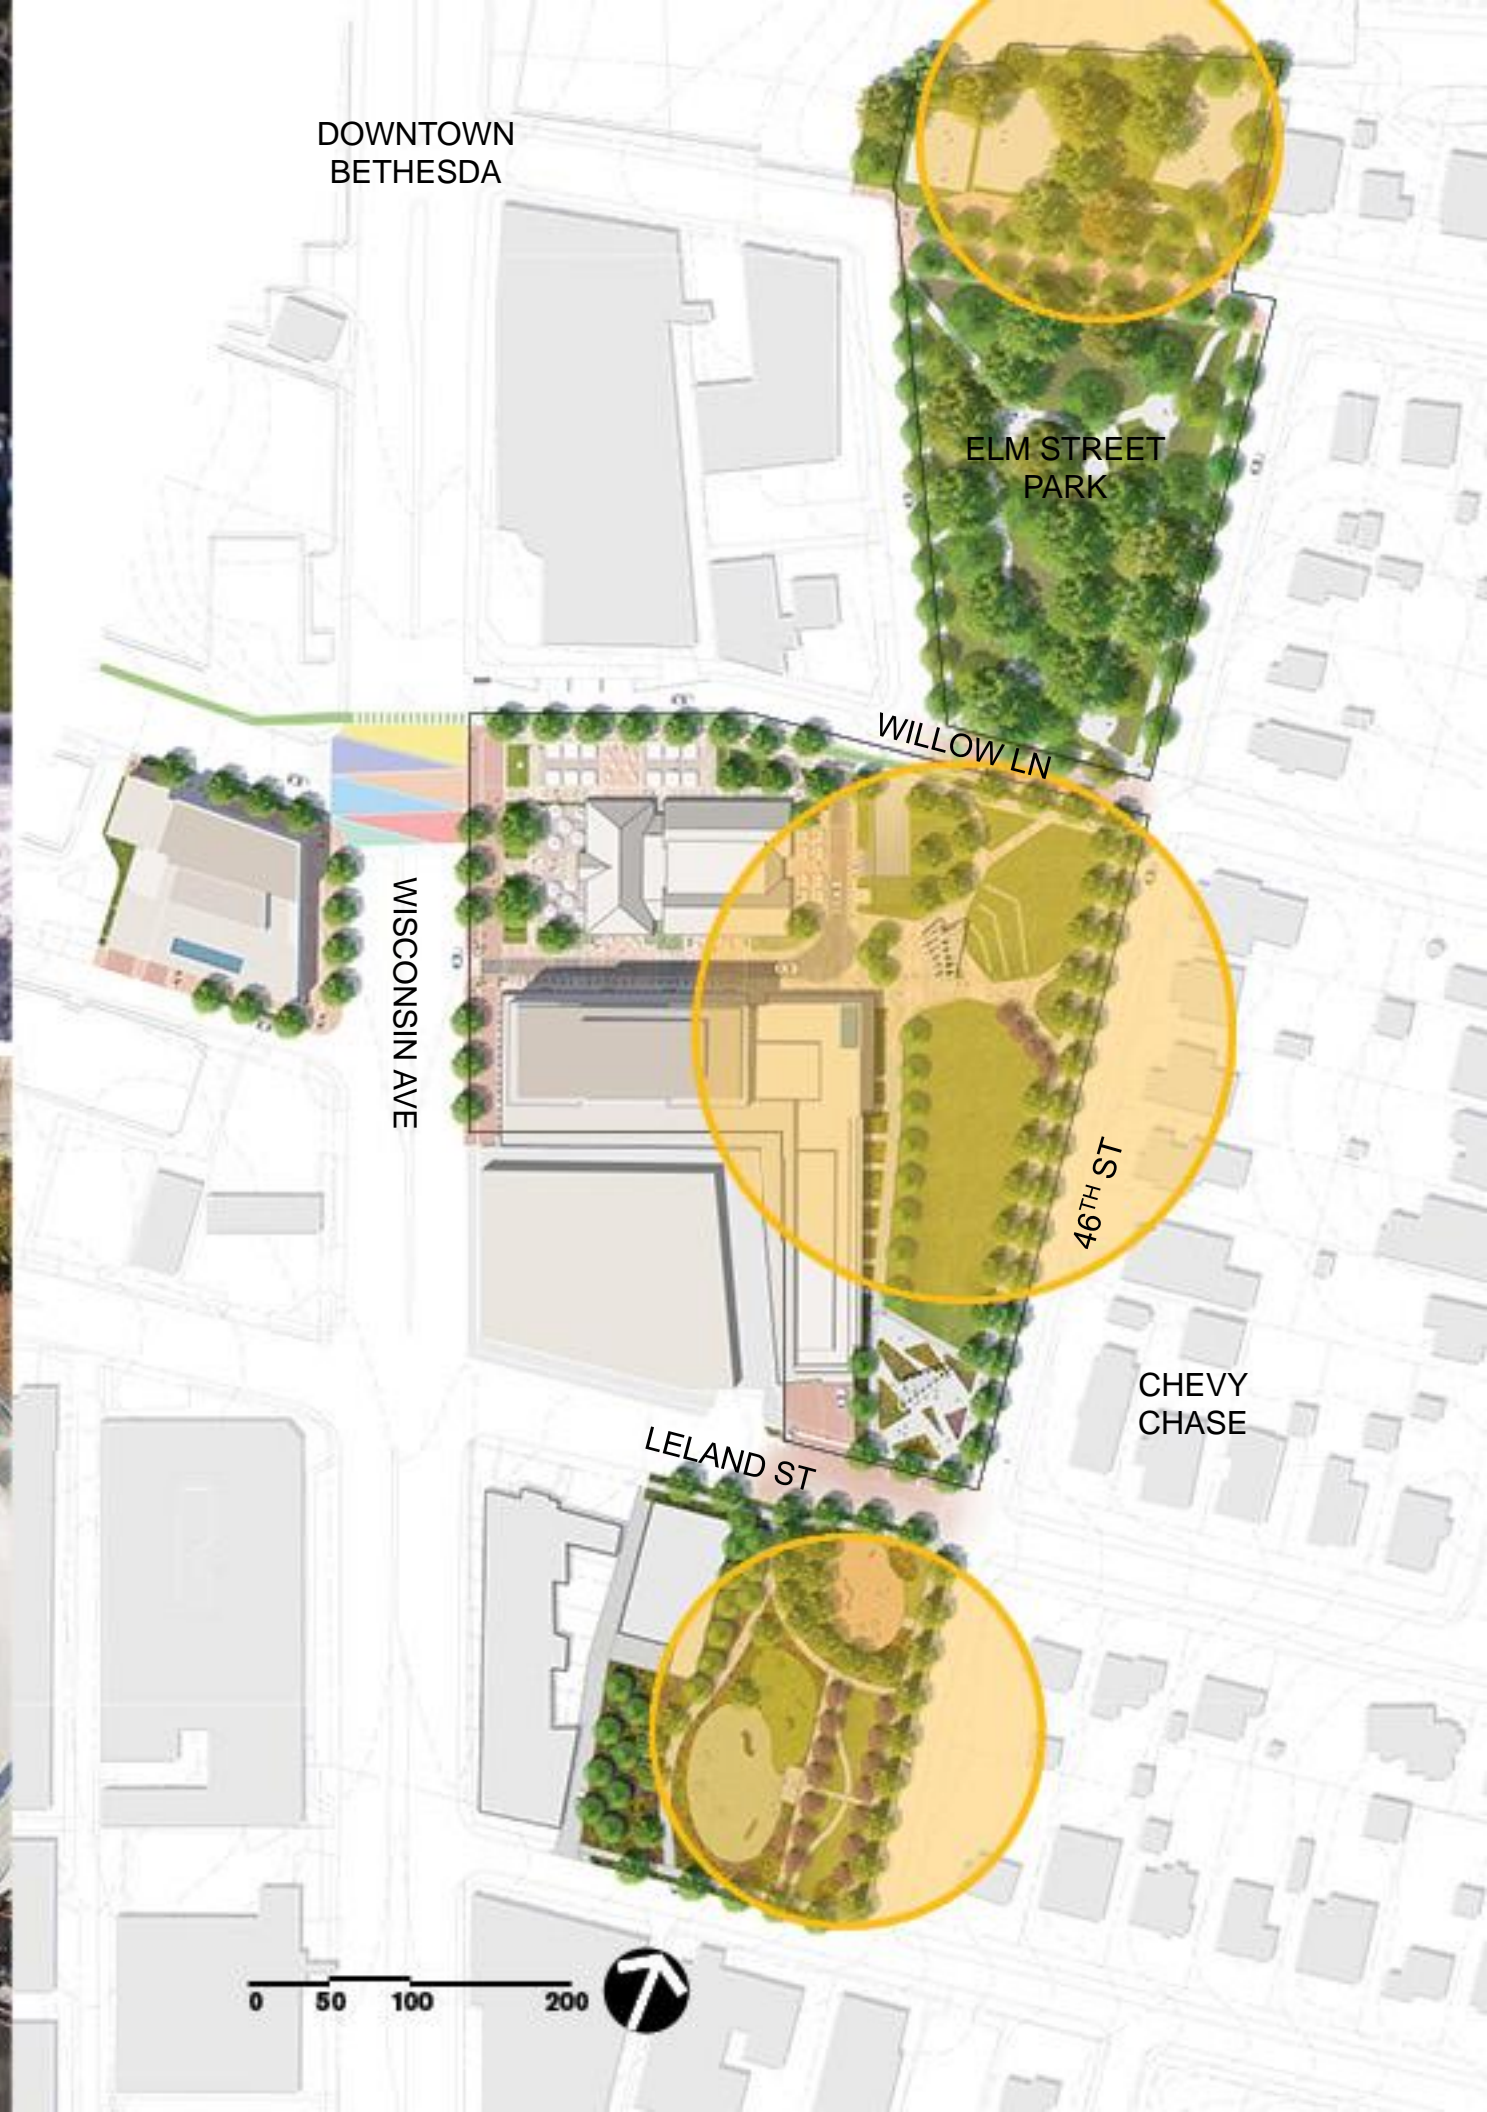 DOWNTOWN
BETHESDA
ELM STREET
PARK
WILLOW LN
WISCONSIN AVE
46TH ST
CHEVY
CHASE
LELAND ST
0 50 100 200